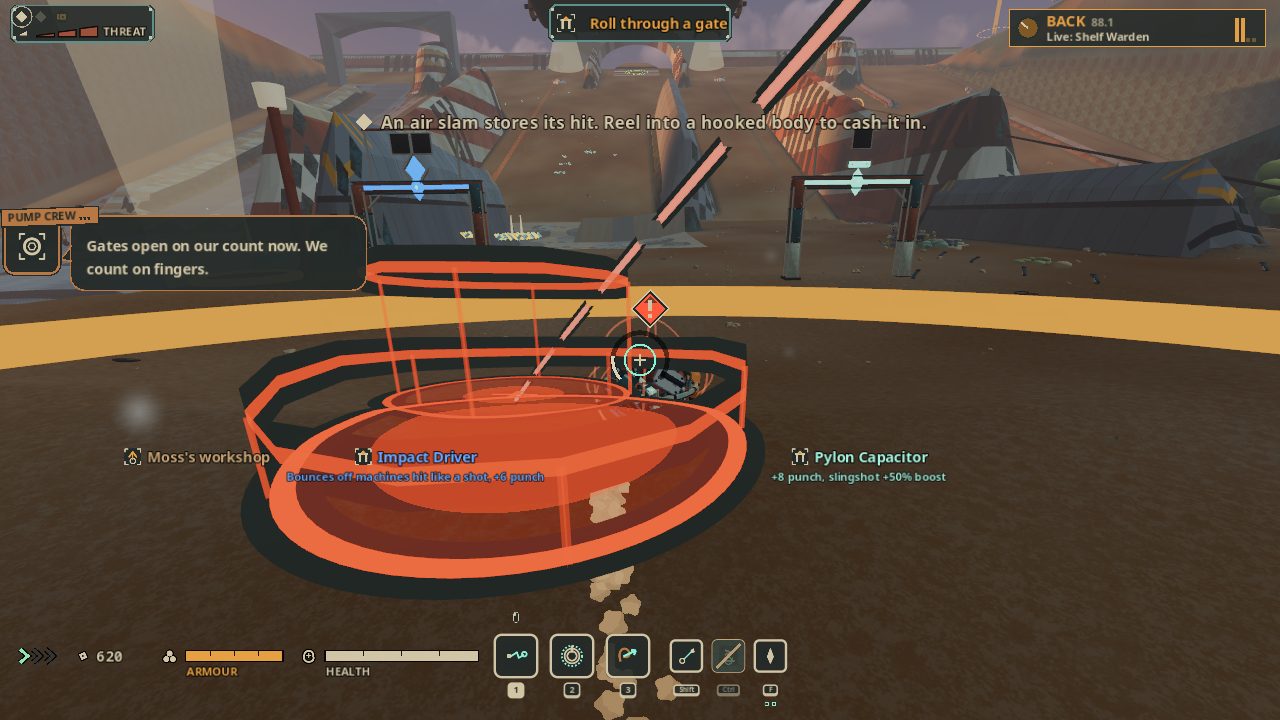 THREAT
Roll through a gate
BACK 88.1
Live: Shelf Warden
An air slam stores its hit. Reel into a hooked body to cash it in.
PUMP CREW
Gates open on our count now. We
count on fingers.
Moss's workshop
Impact Driver
Bounces off machines hit like a shot, +6 punch
Pylon Capacitor
+8 punch, slingshot +50% boost
620
ARMOUR
HEALTH
1
2
3
Shift
Ctrl
F